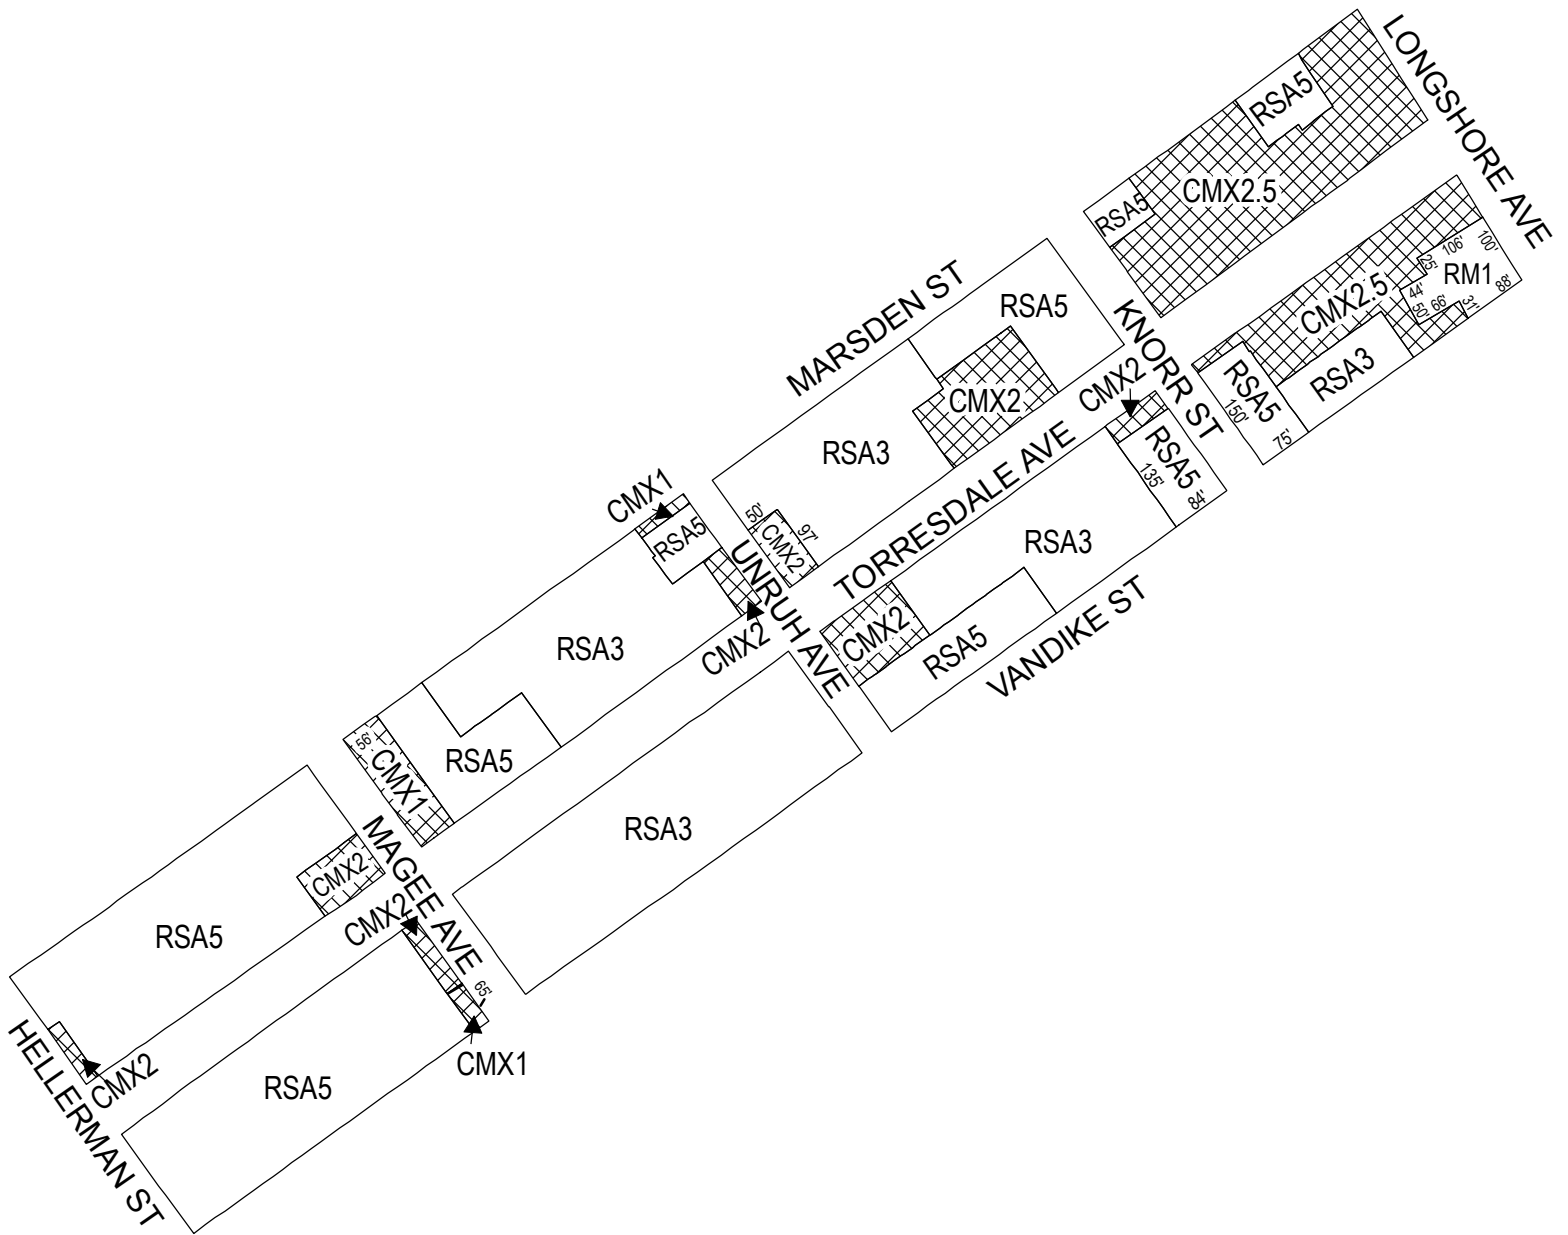 LONGSHORE AVE
RSA5
CMX2.5
RSA5
106'
100'
25'
RM1
88'
44'
66'
31'
50'
CMX2.5
RSA3
RSA5
150'
75'
MARSDEN ST
RSA5
KNORR ST
CMX2
CMX2
RSA5
135'
84'
RSA3
TORRESDALE AVE
CMX1
RSA5
50'
97'
CMX2
UNRUH AVE
RSA3
CMX2
RSA5
VANDIKE ST
CMX2
RSA3
56'
CMX1
RSA5
RSA3
MAGEE AVE
CMX2
CMX2
RSA5
65'
CMX1
HELLERMAN ST
CMX2
RSA5